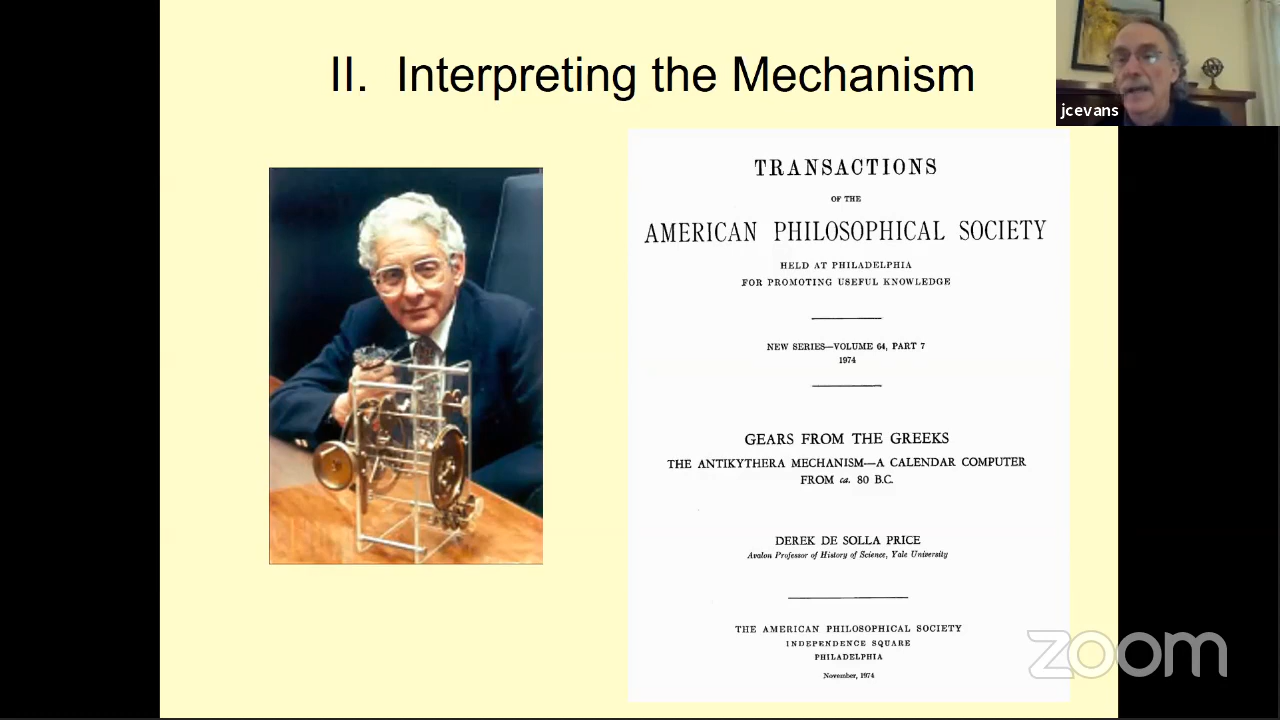 II. Interpreting the Mechanism
jcevans
TRANSACTIONS
OF THE
AMERICAN PHILOSOPHICAL SOCIETY
HELD AT PHILADELPHIA
FOR PROMOTING USEFUL KNOWLEDGE
NEW SERIES—VOLUME 64, PART 7
1974
GEARS FROM THE GREEKS
THE ANTIKYTHERA MECHANISM—A CALENDAR COMPUTER
FROM ca. 80 B.C.
DEREK DE SOLLA PRICE
Avalon Professor of History of Science, Yale University
THE AMERICAN PHILOSOPHICAL SOCIETY
INDEPENDENCE SQUARE
PHILADELPHIA
November, 1974
zoom